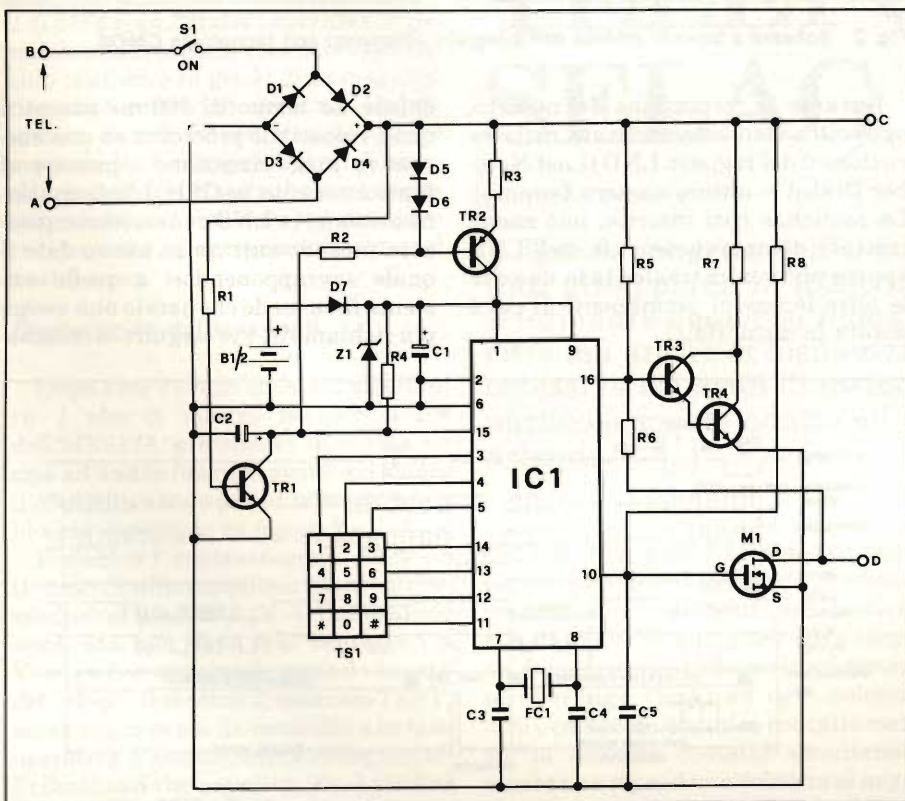 S1
B
ON
D1
D2
TEL.
C
D3
D4
D5
R3
A
D6
TR2
R2
R7
R8
D7
R1
B1/2
Z1
R4
C1
1
9
2
16
TR3
TR4
C2
6
15
R6
TR1
3
4
IC1
5
M1
1 2 3
14
D
D
4 5 6
13
10
G
7 8 9
12
S
* 0 #
11
TS1
7
8
C3
FC1
C4
C5